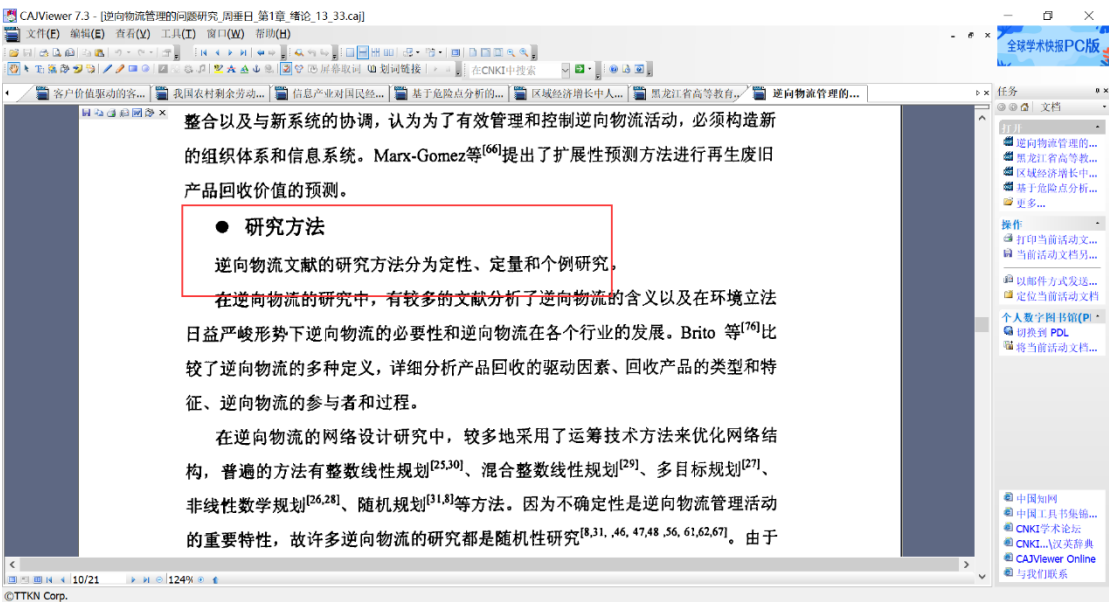 CAJViewer 7.3 - [逆向物流管理的问题研究_周垂日_第1章_绪论_13_33.caj]
文件(F) 编辑(E) 查看(V) 工具(T) 窗口(W) 帮助(H)
屏幕取词 划词链接 在CNKI中搜索
全球学术快报PC版
客户价值驱动的客... 我国农村剩余劳动... 信息产业对国民经... 基于危险点分析的... 区域经济增长中人... 黑龙江省高等教育... 逆向物流管理的...
整合以及与新系统的协调，认为为了有效管理和控制逆向物流活动，必须构造新
的组织体系和信息系统。Marx-Gomez等[66]提出了扩展性预测方法进行再生废旧
产品回收价值的预测。
● 研究方法
逆向物流文献的研究方法分为定性、定量和个例研究。
在逆向物流的研究中，有较多的文献分析了逆向物流的含义以及在环境立法
日益严峻形势下逆向物流的必要性和逆向物流在各个行业的发展。Brito 等[76]比
较了逆向物流的多种定义，详细分析产品回收的驱动因素、回收产品的类型和特
征、逆向物流的参与者和过程。
在逆向物流的网络设计研究中，较多地采用了运筹技术方法来优化网络结
构，普遍的方法有整数线性规划[25,30]、混合整数线性规划[29]、多目标规划[27]、
非线性数学规划[26,28]、随机规划[31,8]等方法。因为不确定性是逆向物流管理活动
的重要特性，故许多逆向物流的研究都是随机性研究[8,31, ,46, 47,48 ,56, 61,62,67]。由于
任务
文档
打开
逆向物流管理的...
黑龙江省高等教...
区域经济增长中...
基于危险点分析...
更多...
操作
打印当前活动文...
当前活动文档另...
以邮件方式发送...
定位当前活动文档
个人数字图书馆(P
切换到 PDL
将当前活动文档...
中国知网
中国工具书集锦...
CNKI学术论坛
CNKI...\汉英辞典
CAJViewer Online
与我们联系
10/21 124%
©TTKN Corp.